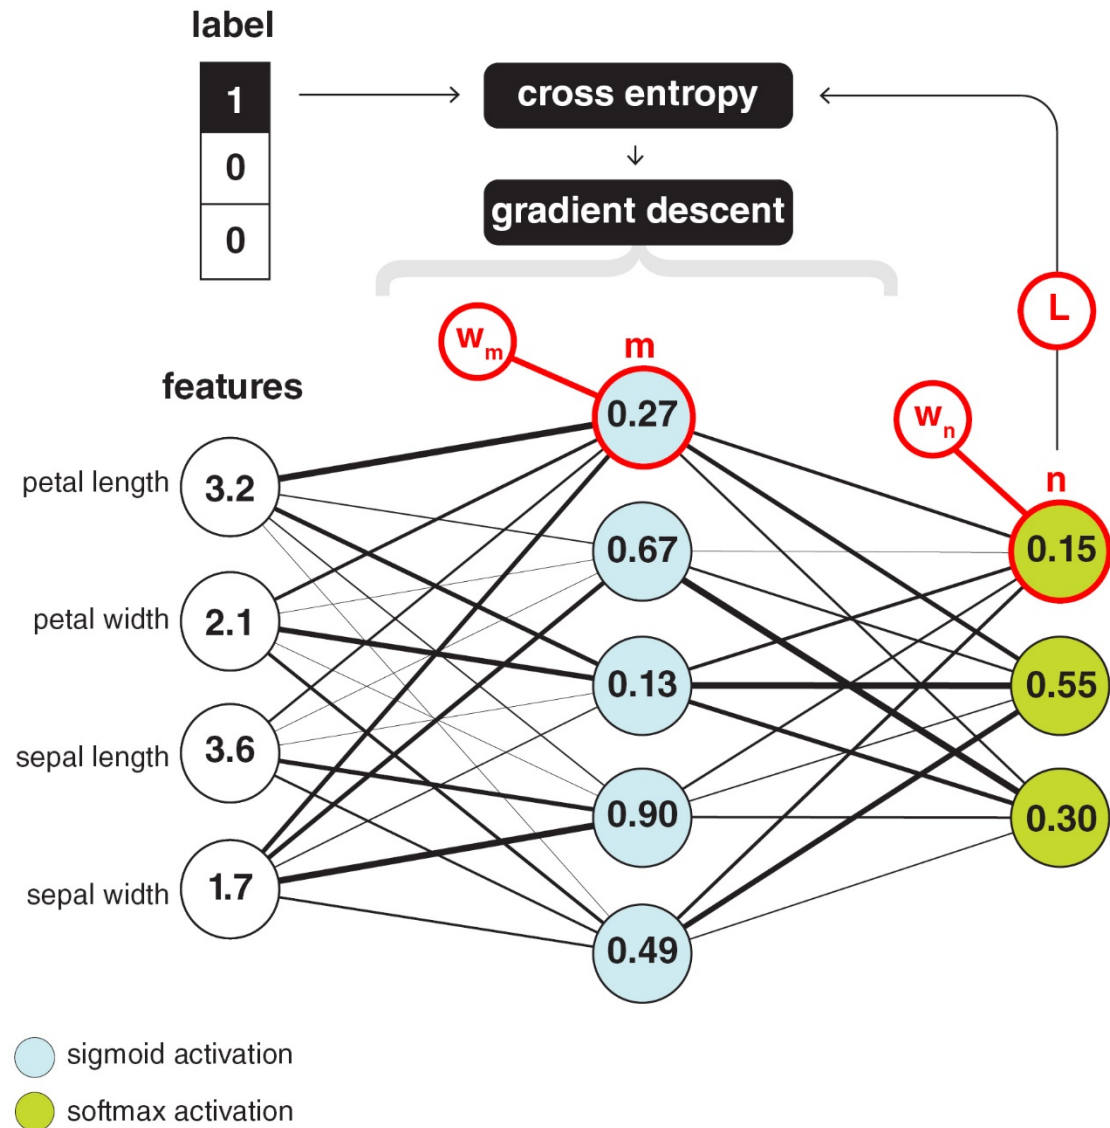 label
1
0
0
cross entropy
gradient descent
L
w_m
m
w_n
n
features
petal length
3.2
petal width
2.1
sepal length
3.6
sepal width
1.7
0.27
0.67
0.13
0.90
0.49
0.15
0.55
0.30
sigmoid activation
softmax activation